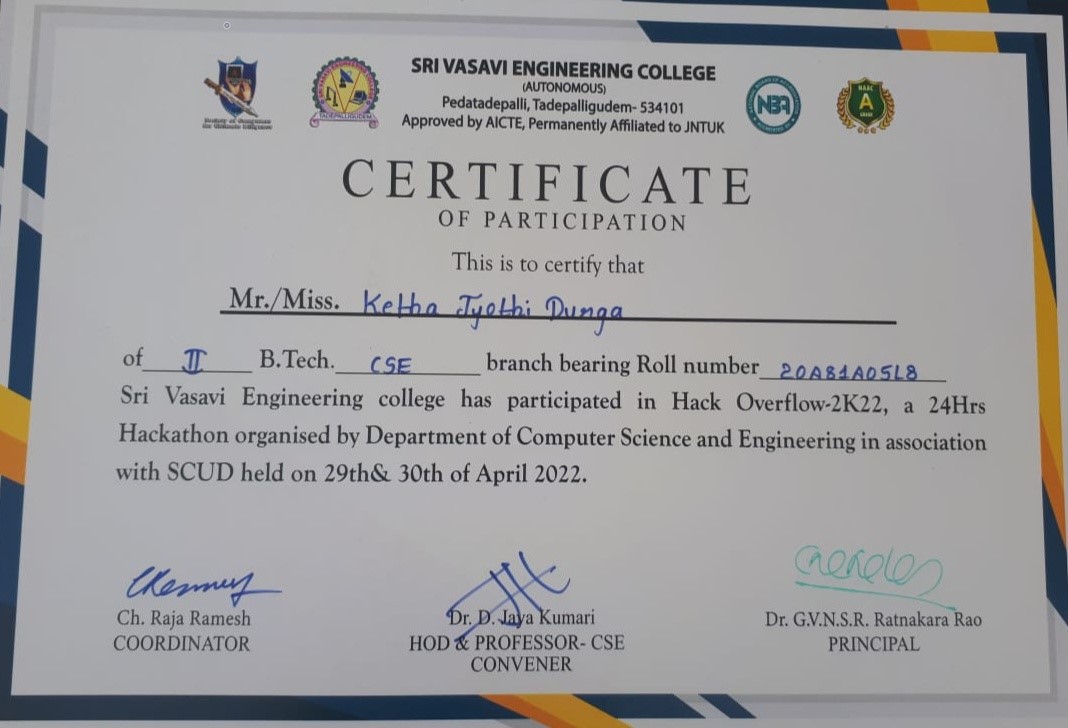 SRI VASAVI ENGINEERING COLLEGE
(AUTONOMOUS)
Pedatadepalli, Tadepalligudem- 534101
Approved by AICTE, Permanently Affiliated to JNTUK
TADEPALLIGUDEM
NBA
NAAC
A
GRADE
CERTIFICATE
OF PARTICIPATION
This is to certify that
Mr./Miss. Ketha Jyothi Dunga
of II B.Tech. CSE branch bearing Roll number 20A81A05L8
Sri Vasavi Engineering college has participated in Hack Overflow-2K22, a 24Hrs
Hackathon organised by Department of Computer Science and Engineering in association
with SCUD held on 29th& 30th of April 2022.
Ch. Raja Ramesh
COORDINATOR
Dr. D. Jaya Kumari
HOD & PROFESSOR- CSE
CONVENER
Dr. G.V.N.S.R. Ratnakara Rao
PRINCIPAL